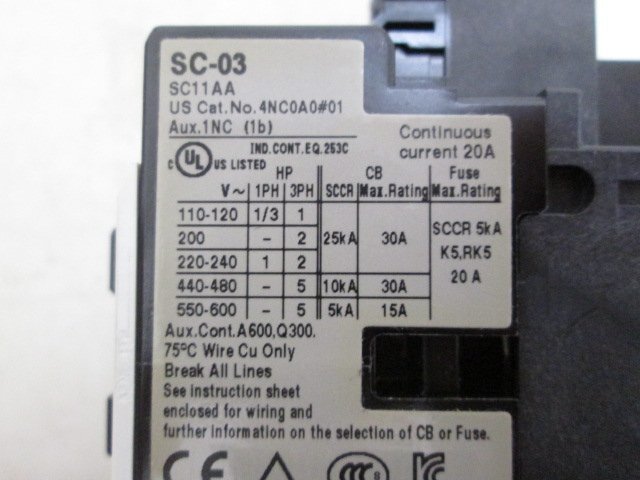 SC-03
SC11AA
US Cat.No.4NC0A0#01
Aux.1NC (1b)
Continuous
current 20A
IND.CONT.EQ.253C
C UL US LISTED
HP CB Fuse
V~ 1PH 3PH SCCR Max.Rating Max.Rating
110-120 1/3 1
200 – 2 25kA 30A
220-240 1 2
440-480 – 5 10kA 30A
550-600 – 5 5kA 15A
SCCR 5kA
K5,RK5
20 A
Aux.Cont.A600,Q300.
75ºC Wire Cu Only
Break All Lines
See instruction sheet
enclosed for wiring and
further information on the selection of CB or Fuse.
CE CCC